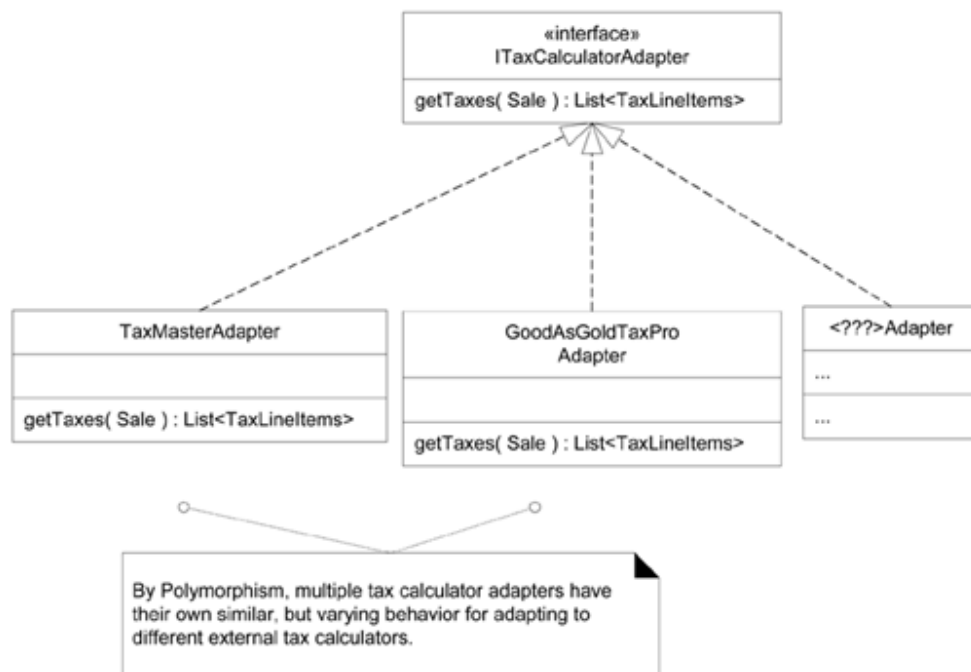 «interface»
ITaxCalculatorAdapter
getTaxes( Sale ) : List<TaxLineItems>
TaxMasterAdapter
getTaxes( Sale ) : List<TaxLineItems>
GoodAsGoldTaxPro
Adapter
getTaxes( Sale ) : List<TaxLineItems>
<???>Adapter
...
...
By Polymorphism, multiple tax calculator adapters have
their own similar, but varying behavior for adapting to
different external tax calculators.